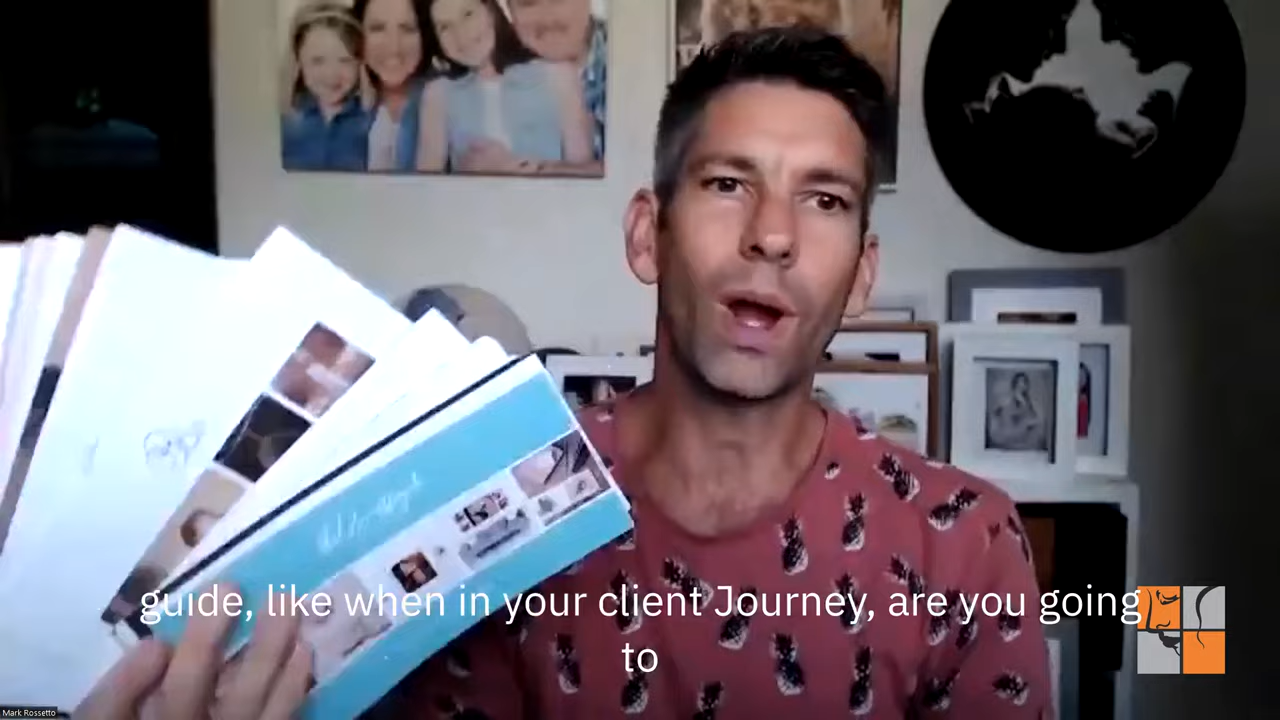 guide, like when in your client Journey, are you going
to
Mark Rossetto